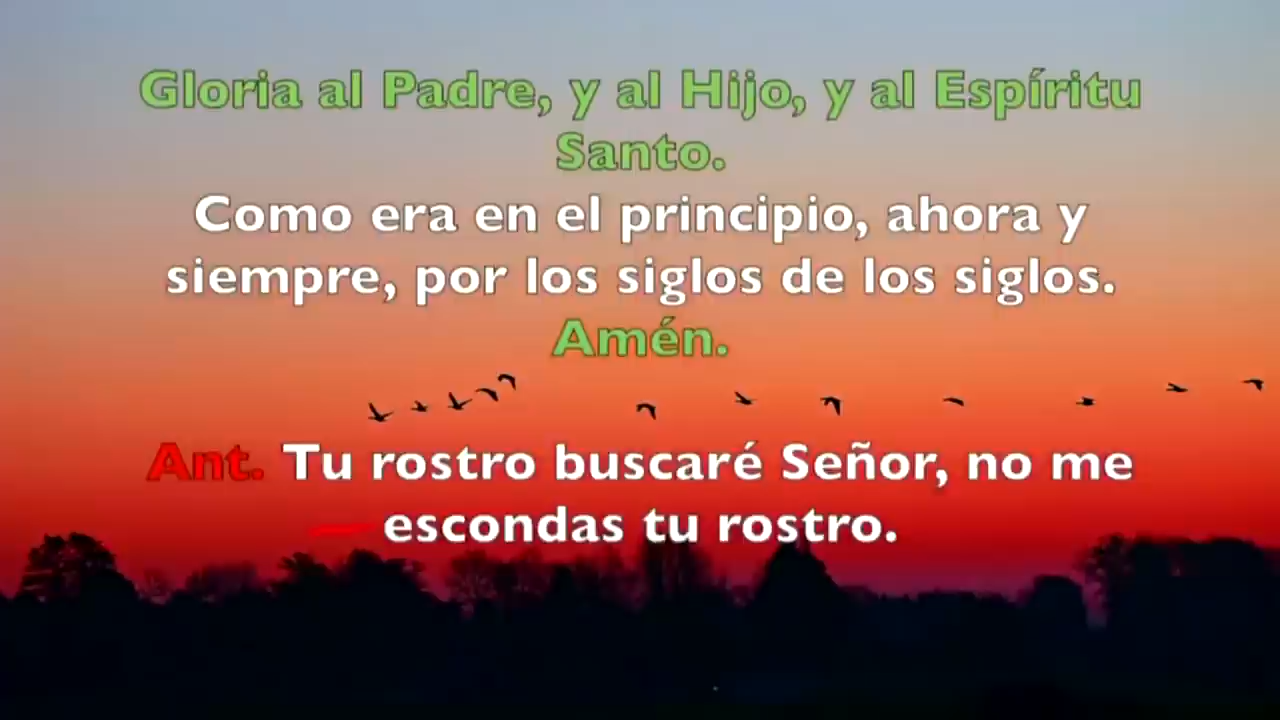 Gloria al Padre, y al Hijo, y al Espíritu
Santo.
Como era en el principio, ahora y
siempre, por los siglos de los siglos.
Amén.
Ant. Tu rostro buscaré Señor, no me
escondas tu rostro.